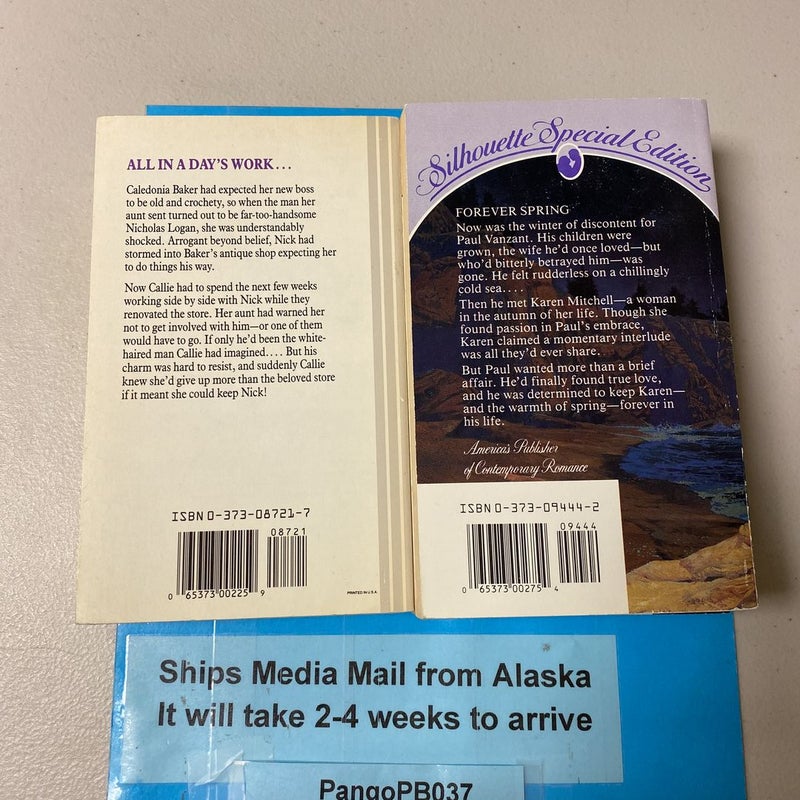 ALL IN A DAY'S WORK...
Caledonia Baker had expected her new boss
to be old and crochety, so when the man her
aunt sent turned out to be far-too-handsome
Nicholas Logan, she was understandably
shocked. Arrogant beyond belief, Nick had
stormed into Baker's antique shop expecting her
to do things his way.
Now Callie had to spend the next few weeks
working side by side with Nick while they
renovated the store. Her aunt had warned her
not to get involved with him—or one of them
would have to go. If only he'd been the white-
haired man Callie had imagined.... But his
charm was hard to resist, and suddenly Callie
knew she'd give up more than the beloved store
if it meant she could keep Nick!
ISBN 0-373-08721-7
08721
0 65373 00225 9
PRINTED IN U.S.A.
Silhouette Special Edition
FOREVER SPRING
Now was the winter of discontent for
Paul Vanzant. His children were
grown, the wife he'd once loved—but
who'd bitterly betrayed him—was
gone. He felt rudderless on a chillingly
cold sea....
Then he met Karen Mitchell—a woman
in the autumn of her life. Though she
found passion in Paul's embrace,
Karen claimed a momentary interlude
was all they'd ever share.
But Paul wanted more than a brief
affair. He'd finally found true love,
and he was determined to keep Karen—
and the warmth of spring—forever in
his life.
America's Publisher
of Contemporary Romance
ISBN 0-373-09444-2
09444
0 65373 00275 4
Ships Media Mail from Alaska
It will take 2-4 weeks to arrive
PangoPB037